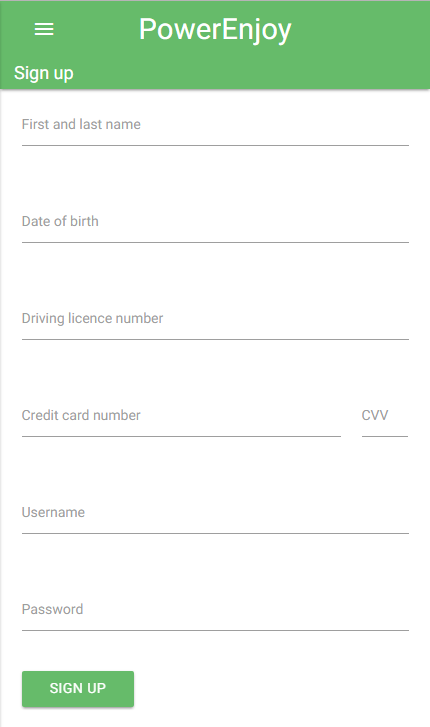 PowerEnjoy
Sign up
First and last name
Date of birth
Driving licence number
Credit card number CVV
Username
Password
SIGN UP